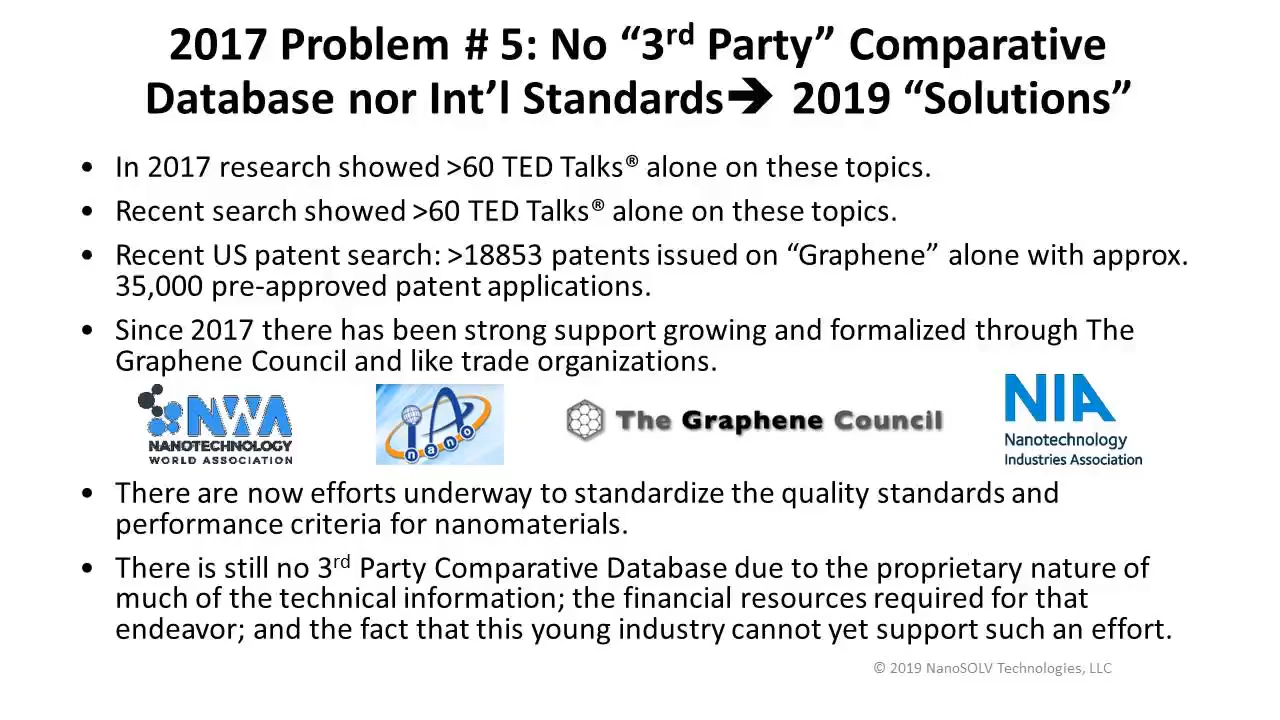 2017 Problem # 5: No “3rd Party” Comparative
Database nor Int’l Standards➔ 2019 “Solutions”
• In 2017 research showed >60 TED Talks® alone on these topics.
• Recent search showed >60 TED Talks® alone on these topics.
• Recent US patent search: >18853 patents issued on “Graphene” alone with approx.
35,000 pre-approved patent applications.
• Since 2017 there has been strong support growing and formalized through The
Graphene Council and like trade organizations.
NWA
NANOTECHNOLOGY
WORLD ASSOCIATION
iA
nano
The Graphene Council
NIA
Nanotechnology
Industries Association
• There are now efforts underway to standardize the quality standards and
performance criteria for nanomaterials.
• There is still no 3rd Party Comparative Database due to the proprietary nature of
much of the technical information; the financial resources required for that
endeavor; and the fact that this young industry cannot yet support such an effort.
© 2019 NanoSOLV Technologies, LLC